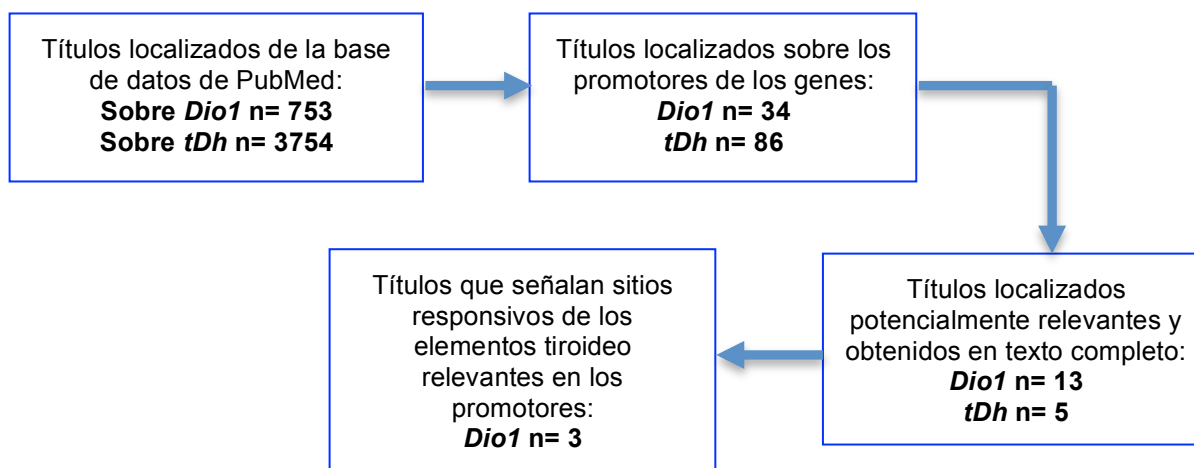 Títulos localizados de la base
de datos de PubMed:
Sobre Dio1 n= 753
Sobre tDh n= 3754
Títulos localizados sobre los
promotores de los genes:
Dio1 n= 34
tDh n= 86
Títulos localizados
potencialmente relevantes y
obtenidos en texto completo:
Dio1 n= 13
tDh n= 5
Títulos que señalan sitios
responsivos de los
elementos tiroideo
relevantes en los
promotores:
Dio1 n= 3